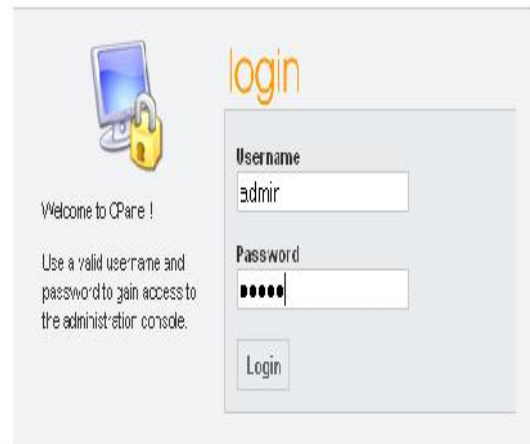 login
Username
admin
Welcome to CPanel !
Password
●●●●●
Use a valid username and
password to gain access to
the administration console.
Login